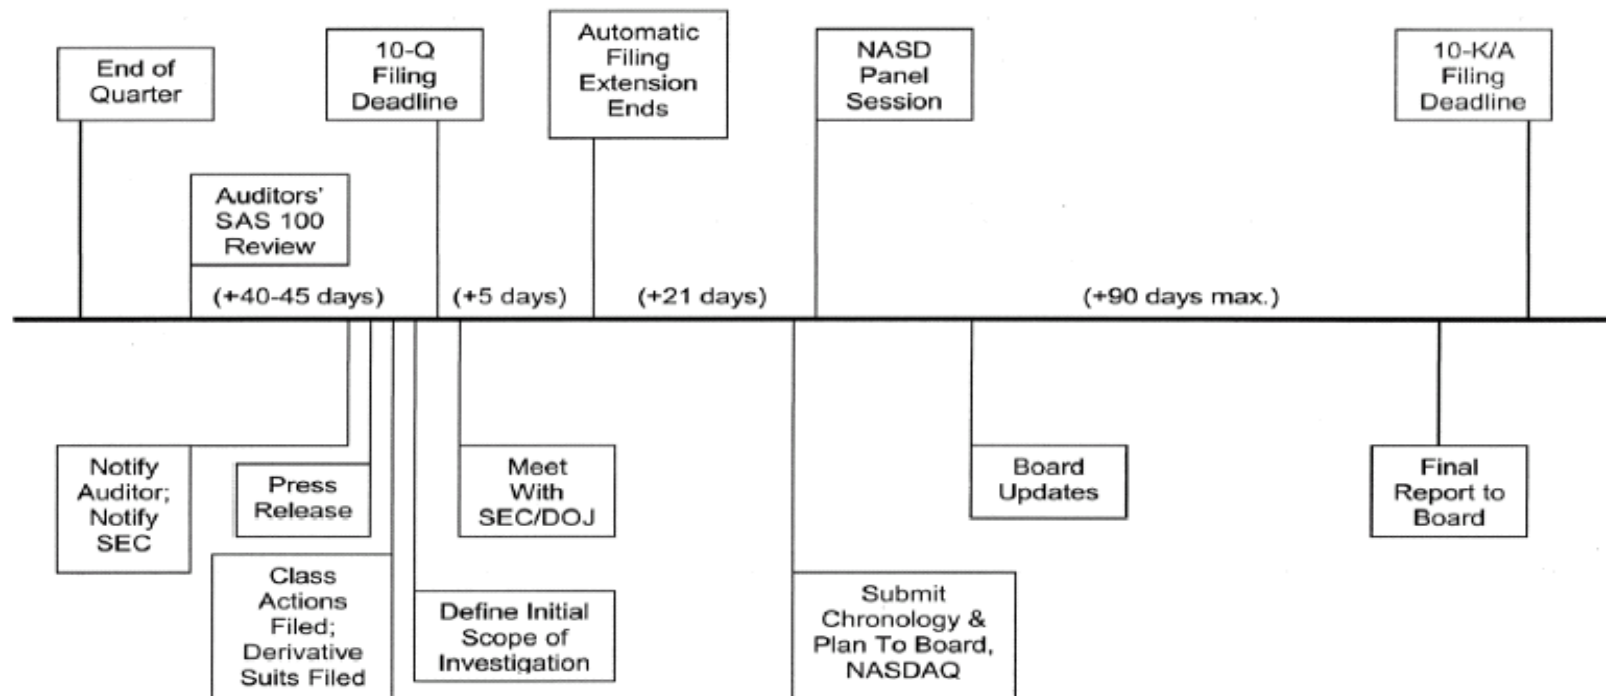 End of
Quarter
10-Q
Filing
Deadline
Automatic
Filing
Extension
Ends
NASD
Panel
Session
10-K/A
Filing
Deadline
Auditors'
SAS 100
Review
(+40-45 days)
(+5 days)
(+21 days)
(+90 days max.)
Notify
Auditor;
Notify
SEC
Press
Release
Class
Actions
Filed;
Derivative
Suits Filed
Meet
With
SEC/DOJ
Define Initial
Scope of
Investigation
Submit
Chronology &
Plan To Board,
NASDAQ
Board
Updates
Final
Report to
Board